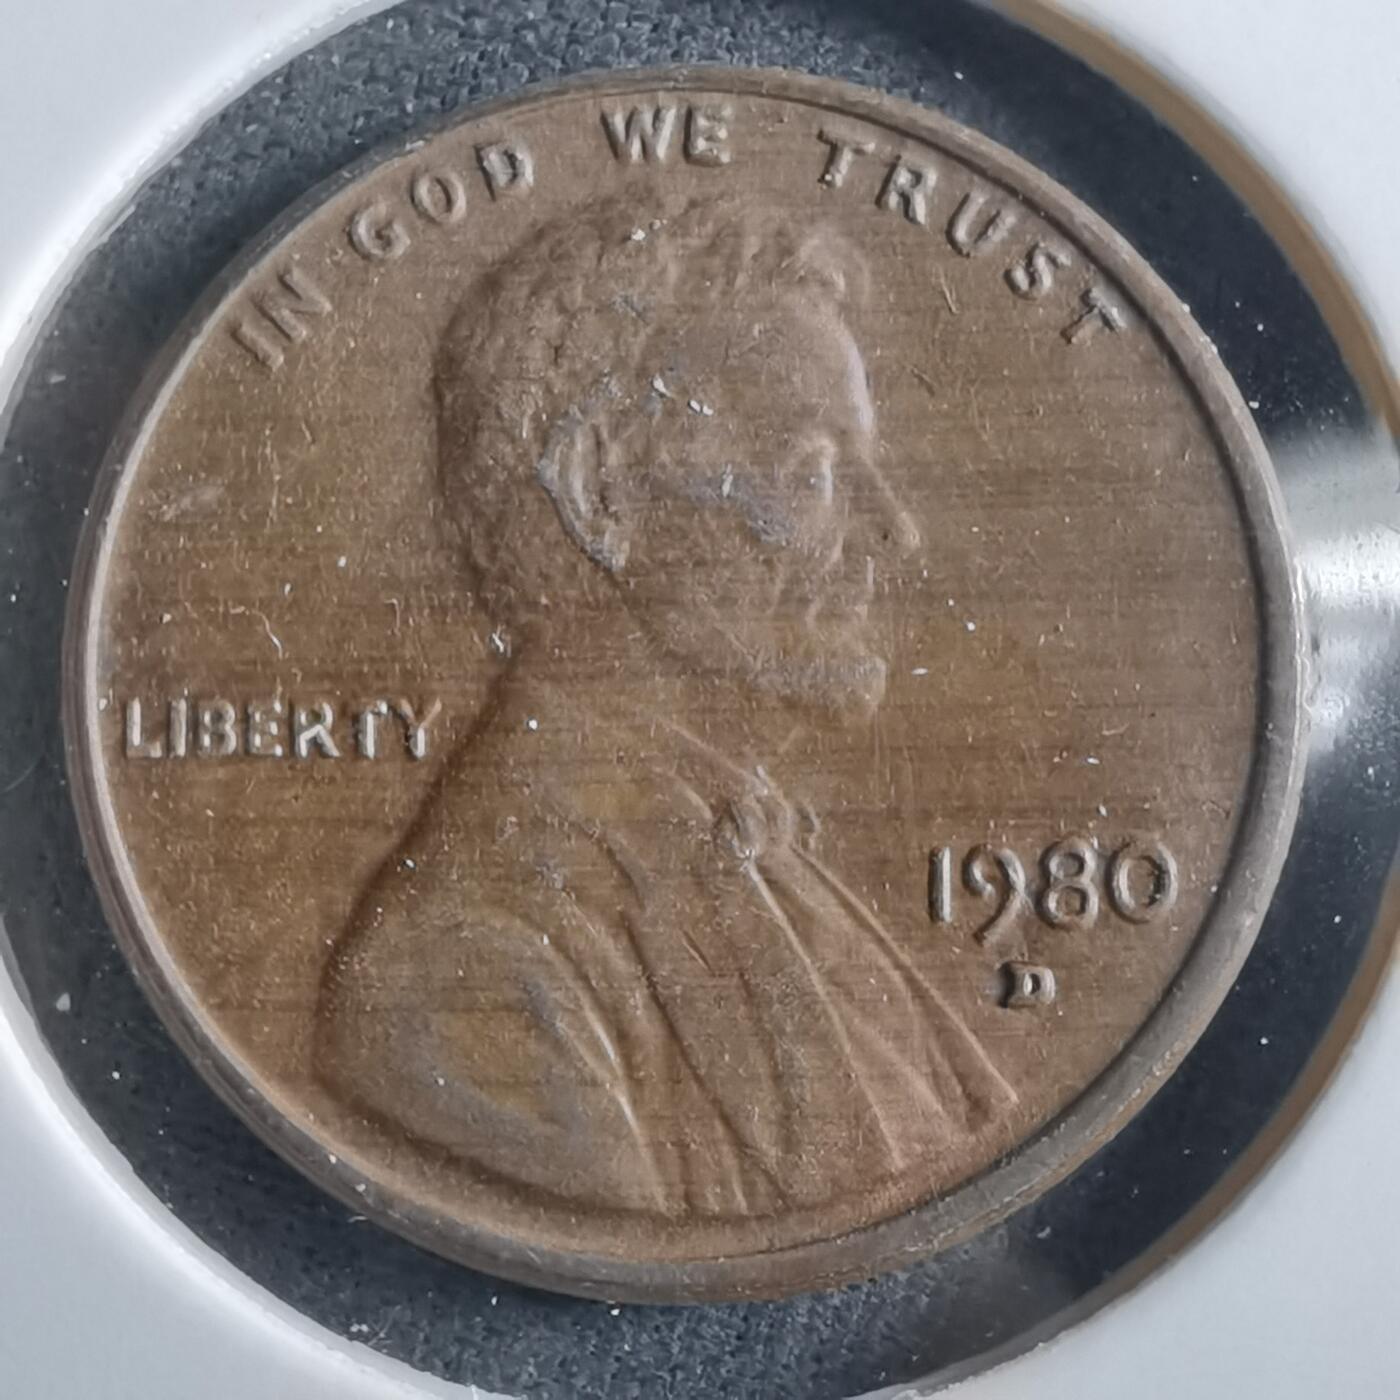 IN GOD WE TRUST
LIBERTY
1980
D